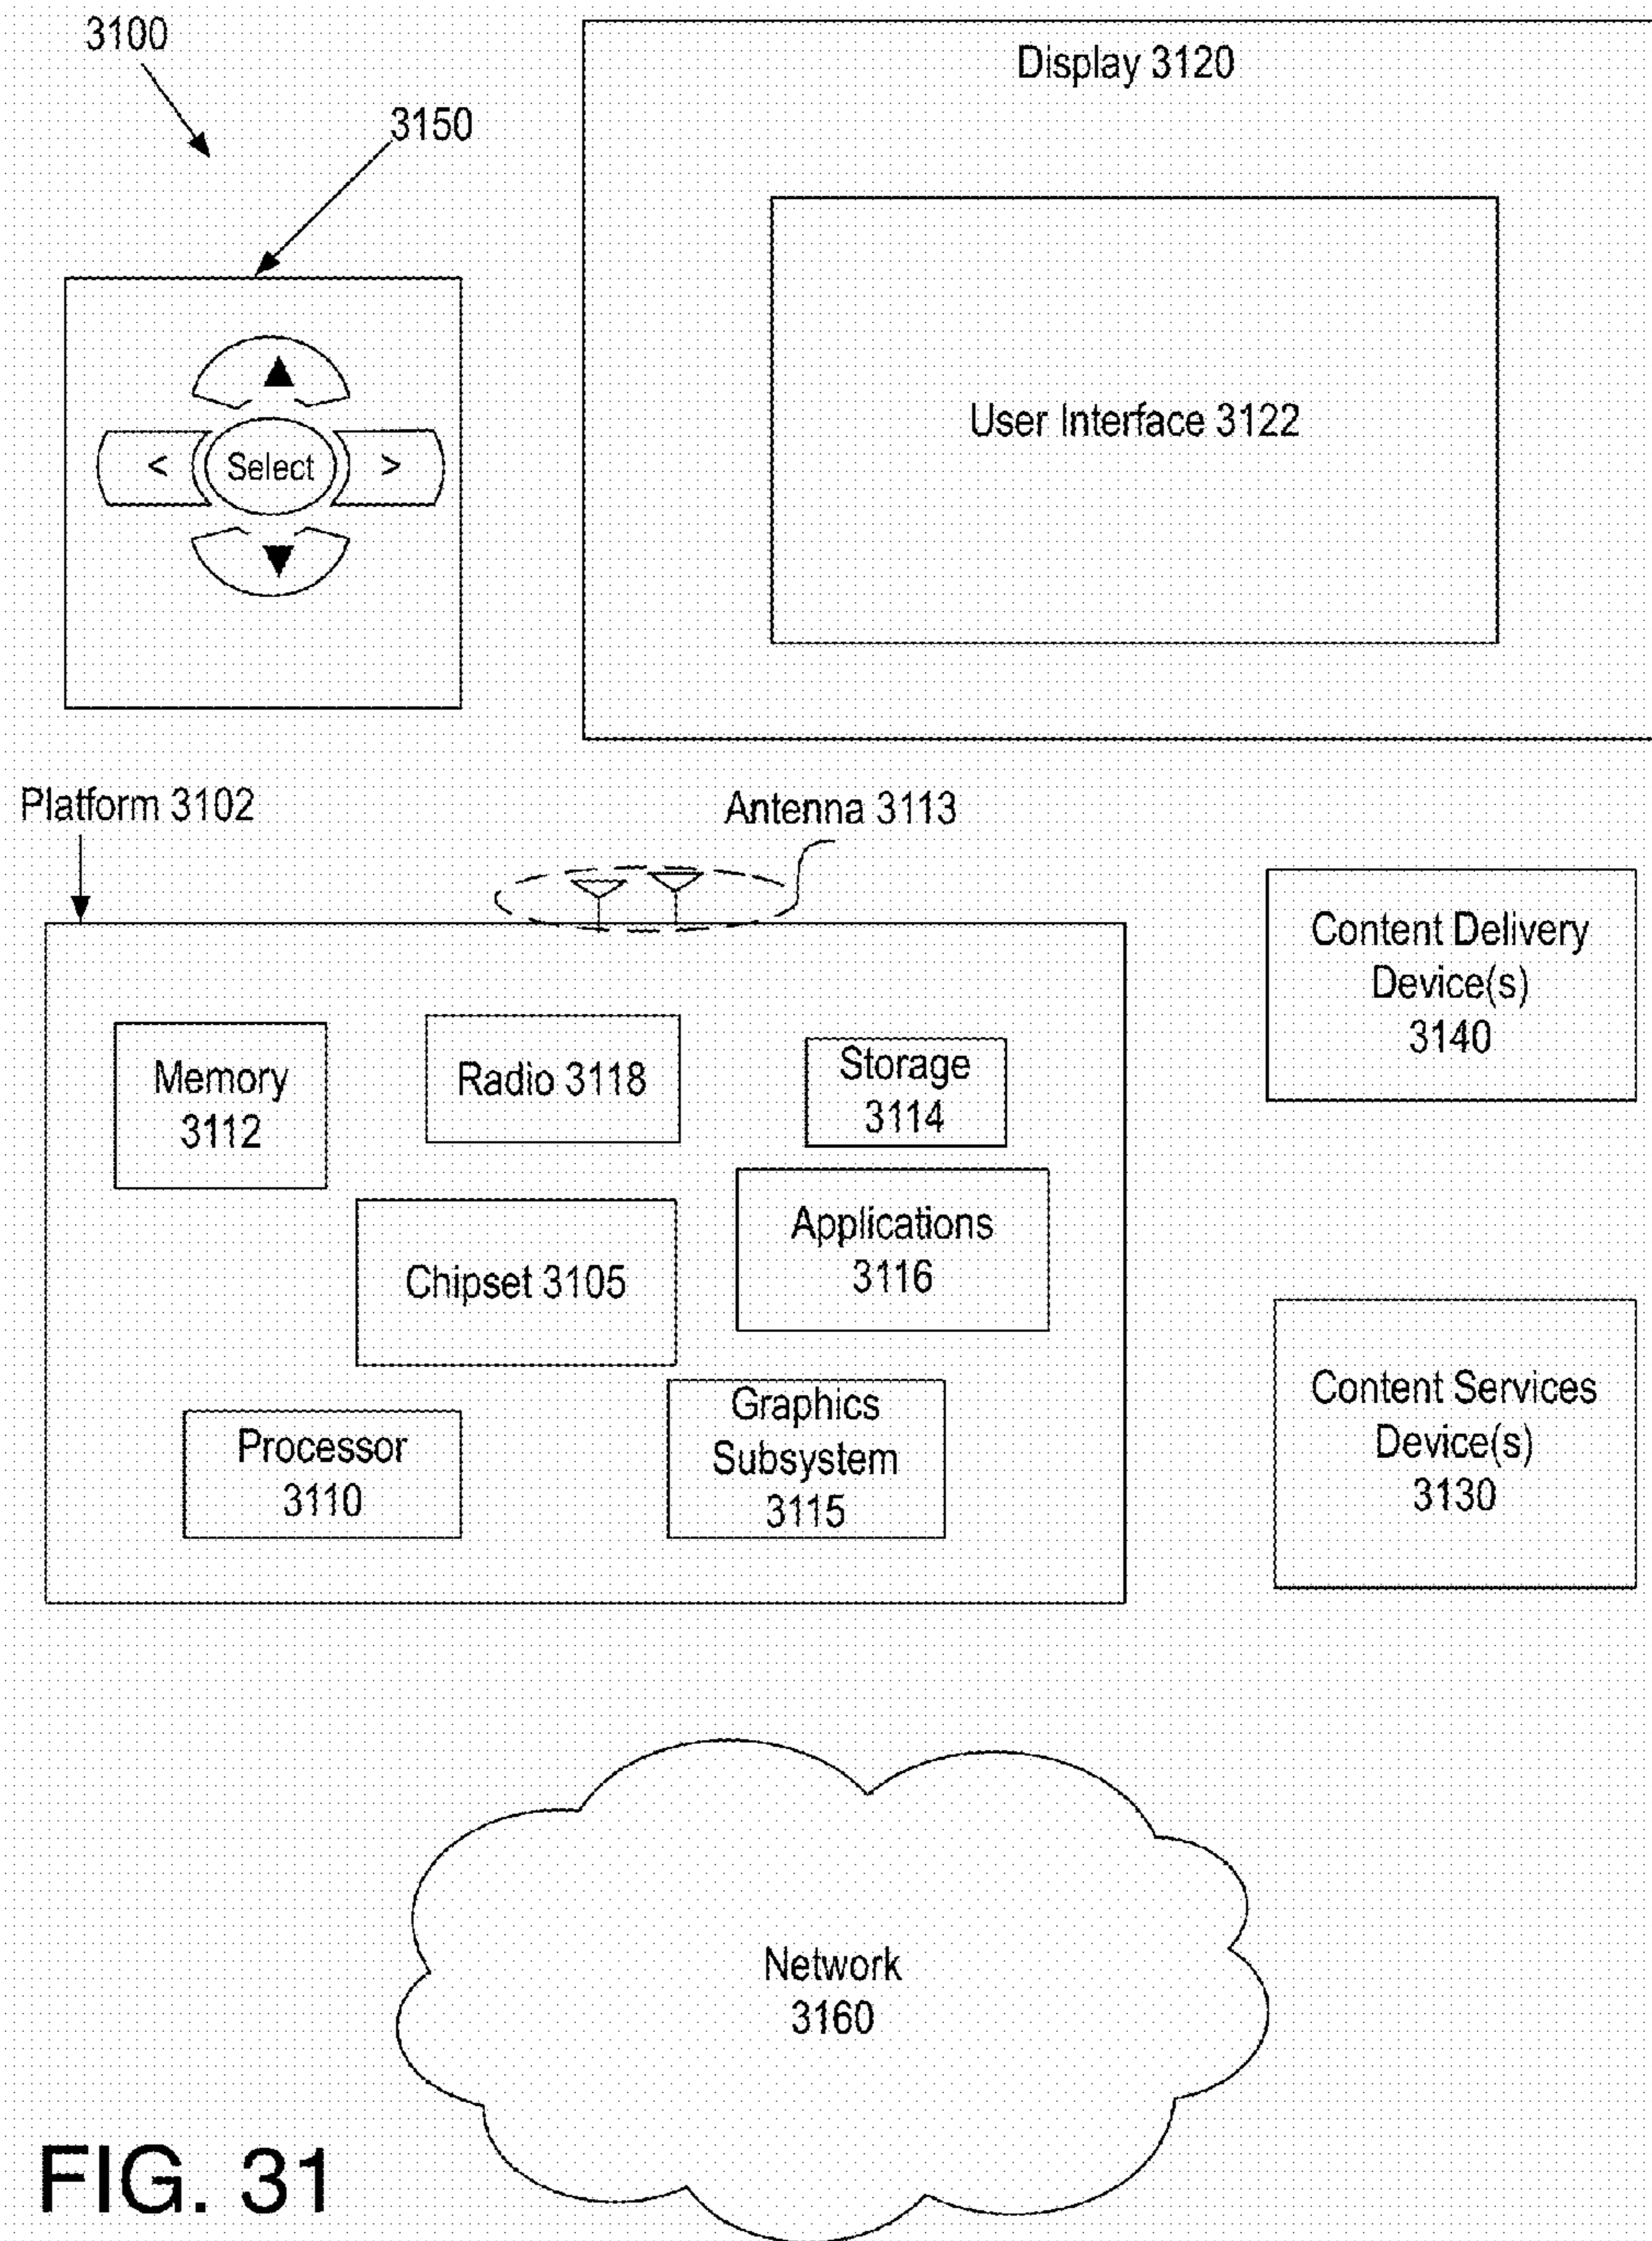 3100
3150
Display 3120
User Interface 3122
<
Select
>
Platform 3102
Antenna 3113
Memory
3112
Radio 3118
Storage
3114
Chipset 3105
Applications
3116
Processor
3110
Graphics
Subsystem
3115
Content Delivery
Device(s)
3140
Content Services
Device(s)
3130
Network
3160
FIG. 31